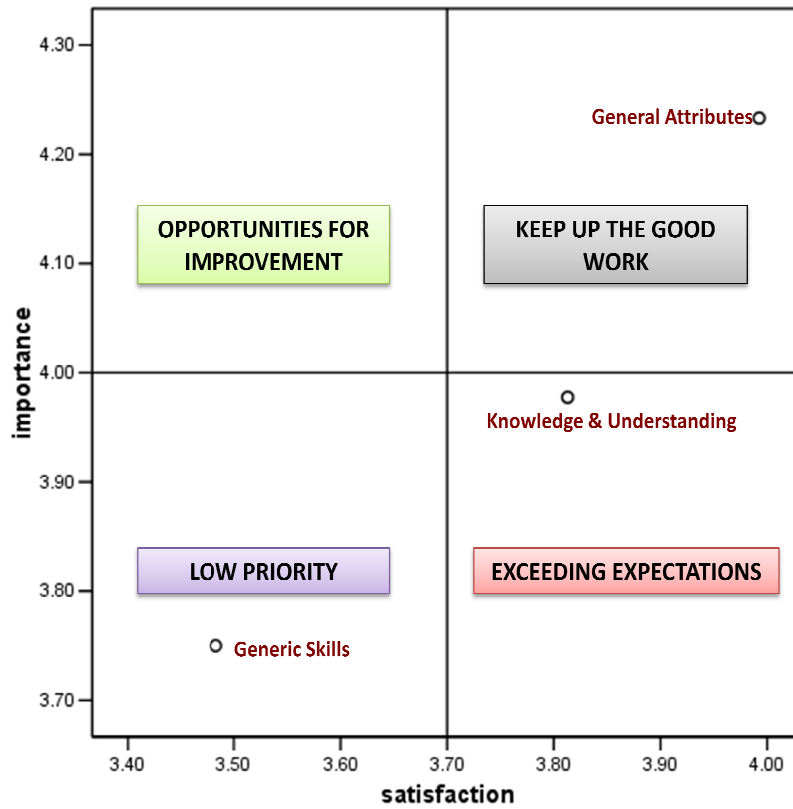 4.30
General Attributes
4.20
OPPORTUNITIES FOR
IMPROVEMENT
KEEP UP THE GOOD
WORK
4.10
importance
4.00
Knowledge & Understanding
3.90
LOW PRIORITY
EXCEEDING EXPECTATIONS
3.80
Generic Skills
3.70
3.40 3.50 3.60 3.70 3.80 3.90 4.00
satisfaction